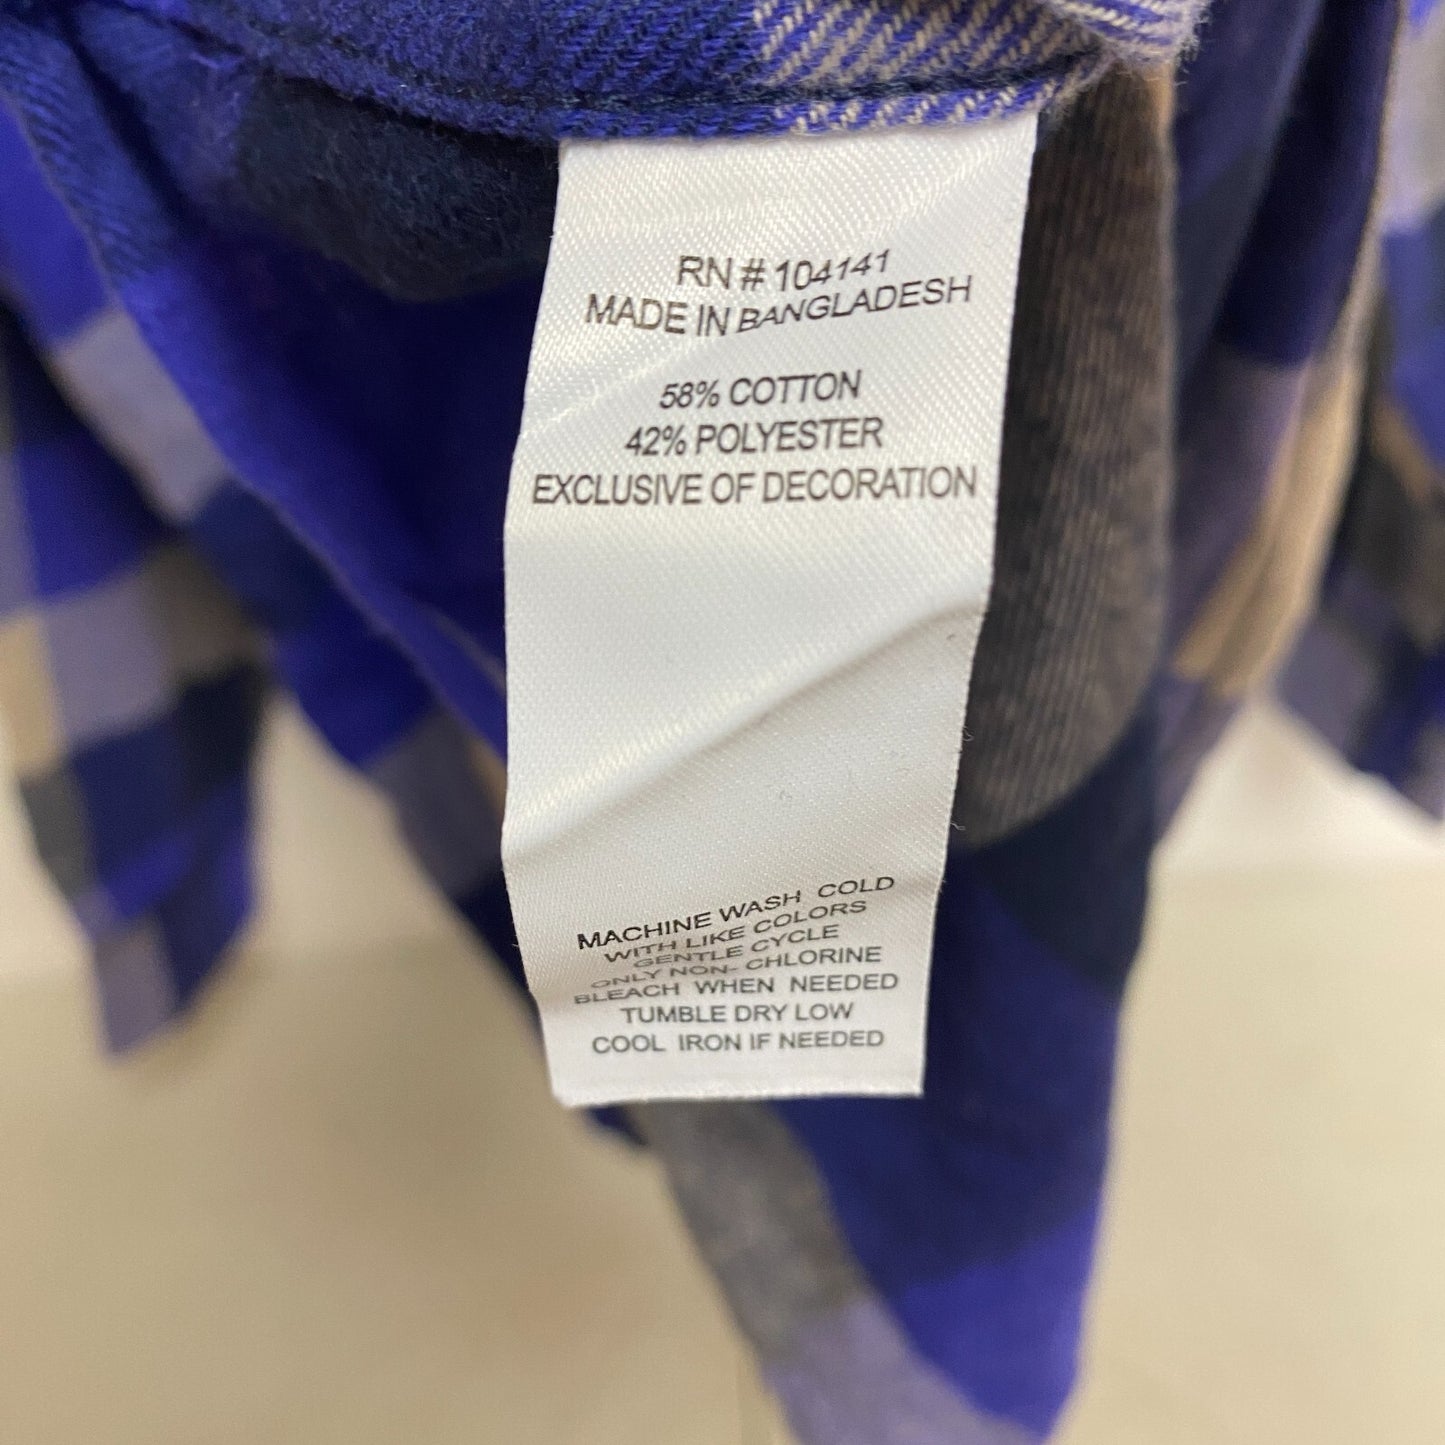 RN # 104141
MADE IN BANGLADESH
58% COTTON
42% POLYESTER
EXCLUSIVE OF DECORATION
MACHINE WASH COLD
WITH LIKE COLORS
GENTLE CYCLE
ONLY NON- CHLORINE
BLEACH WHEN NEEDED
TUMBLE DRY LOW
COOL IRON IF NEEDED